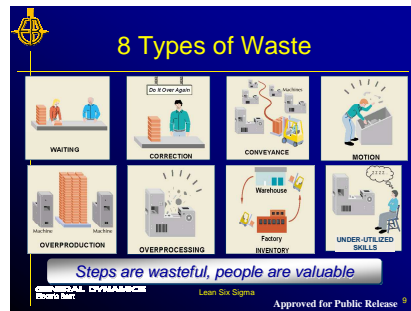 8 Types of Waste
WAITING
Do It Over Again
CORRECTION
Machines
CONVEYANCE
MOTION
Machine
Machine
OVERPRODUCTION
OVERPROCESSING
Warehouse
Factory
INVENTORY
z z z z
UNDER-UTILIZED
SKILLS
Steps are wasteful, people are valuable
GENERAL DYNAMICS
Electric Boat
Lean Six Sigma
Approved for Public Release
9